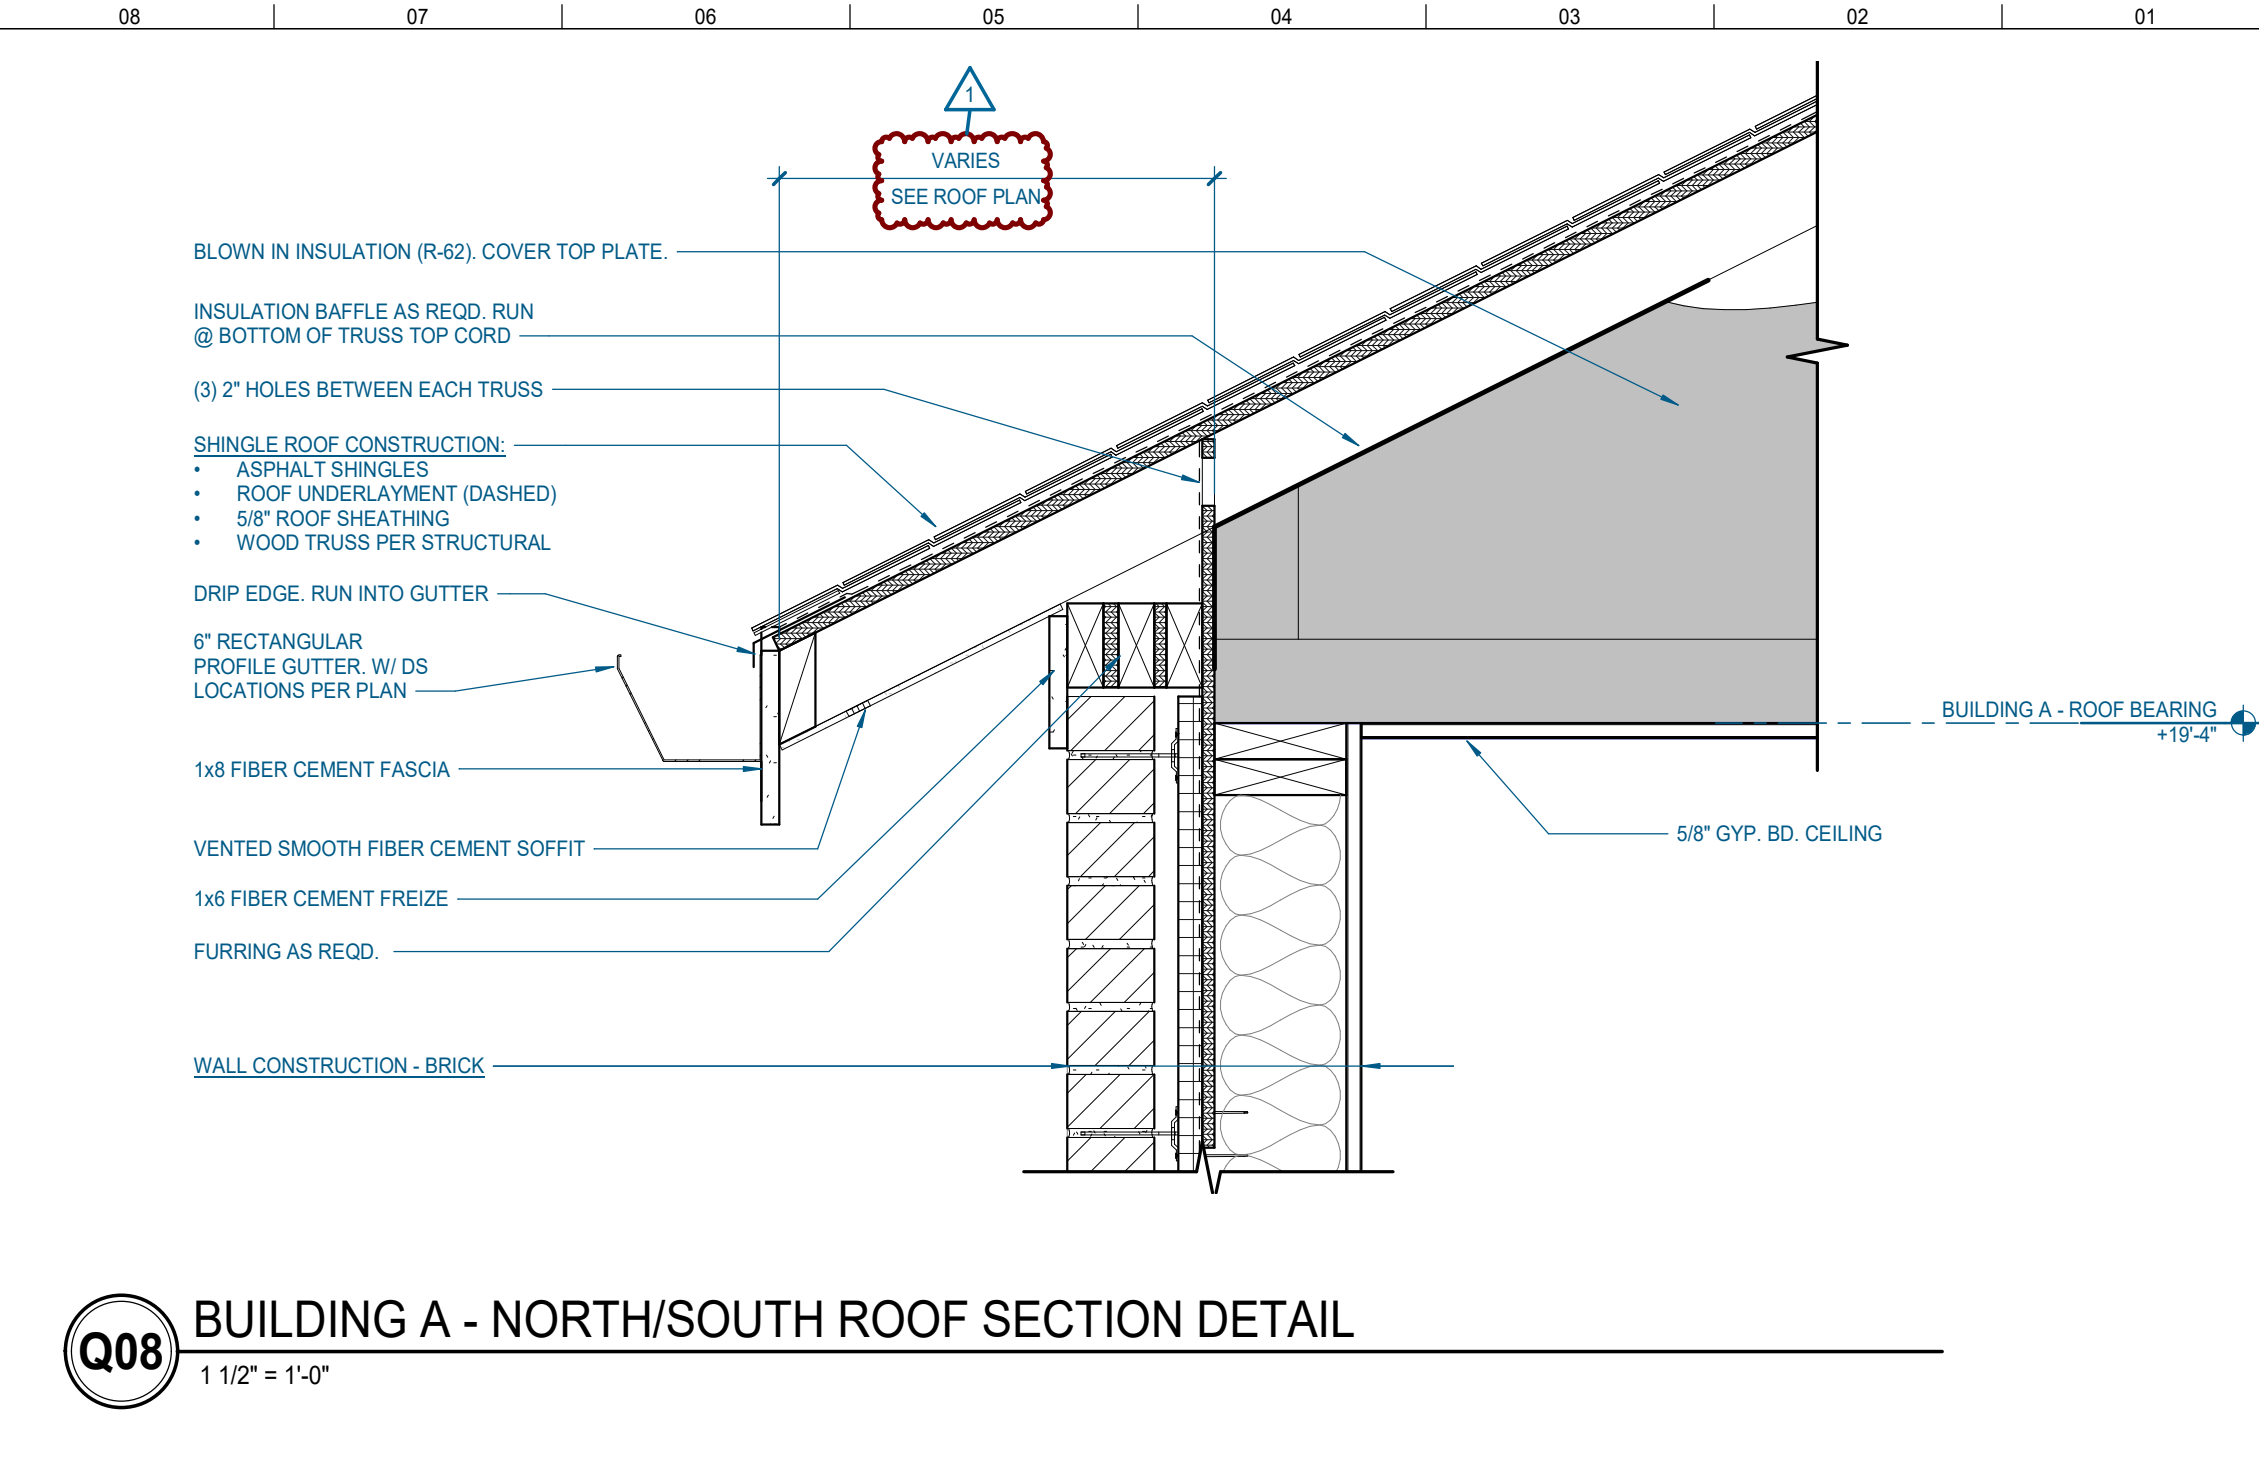 08 07 06 05 04 03 02 01
1
VARIES
SEE ROOF PLAN
BLOWN IN INSULATION (R-62). COVER TOP PLATE.
INSULATION BAFFLE AS REQD. RUN
@ BOTTOM OF TRUSS TOP CORD
(3) 2" HOLES BETWEEN EACH TRUSS
SHINGLE ROOF CONSTRUCTION:
• ASPHALT SHINGLES
• ROOF UNDERLAYMENT (DASHED)
• 5/8" ROOF SHEATHING
• WOOD TRUSS PER STRUCTURAL
DRIP EDGE. RUN INTO GUTTER
6" RECTANGULAR
PROFILE GUTTER. W/ DS
LOCATIONS PER PLAN
1x8 FIBER CEMENT FASCIA
VENTED SMOOTH FIBER CEMENT SOFFIT
1x6 FIBER CEMENT FREIZE
FURRING AS REQD.
WALL CONSTRUCTION - BRICK
BUILDING A - ROOF BEARING
+19'-4"
5/8" GYP. BD. CEILING
Q08
BUILDING A - NORTH/SOUTH ROOF SECTION DETAIL
1 1/2" = 1'-0"